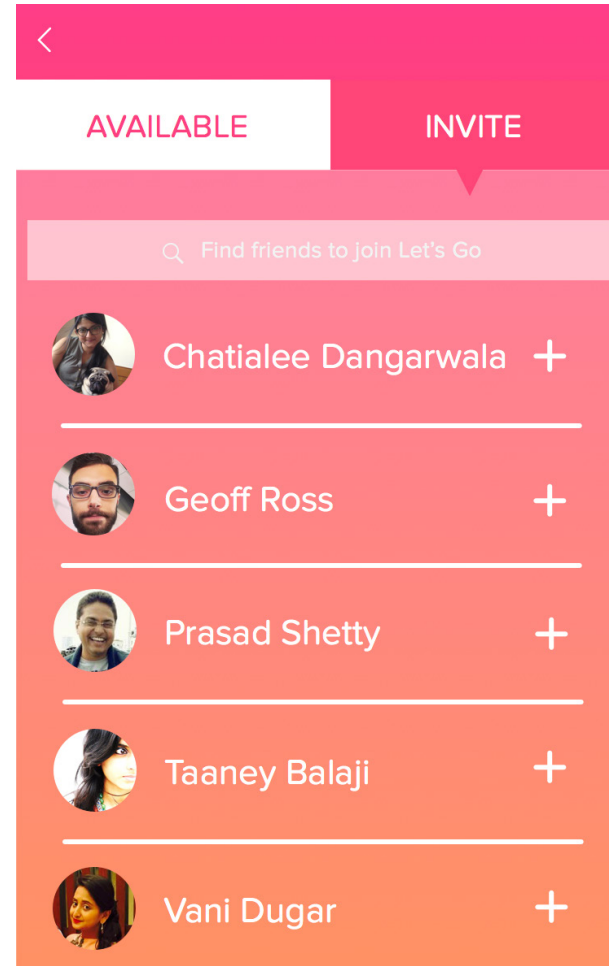 AVAILABLE INVITE
Find friends to join Let's Go
Chatialee Dangarwala
Geoff Ross
Prasad Shetty
Taaney Balaji
Vani Dugar